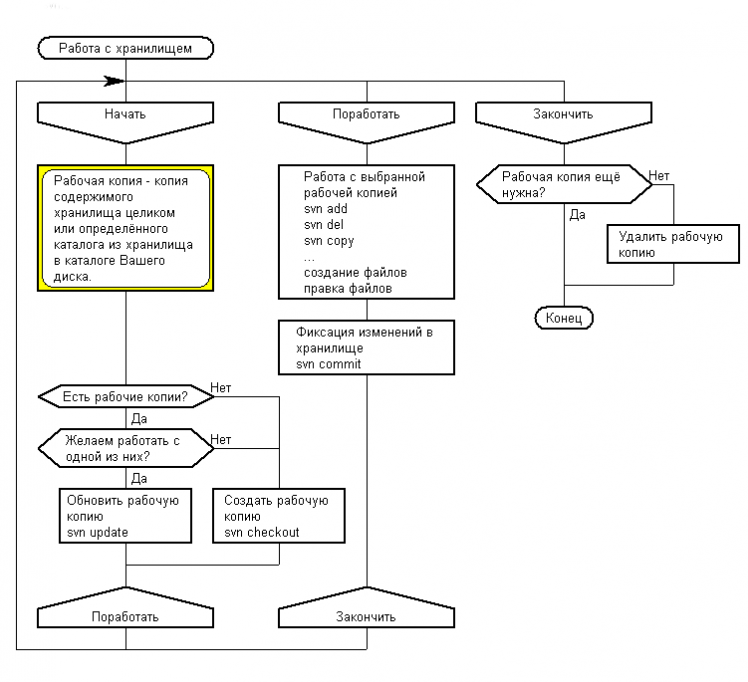 Работа с хранилищем
Начать
Рабочая копия - копия
содержимого
хранилища целиком
или определённого
каталога из хранилища
в каталоге Вашего
диска.
Есть рабочие копии?
Нет
Да
Желаем работать с
одной из них?
Нет
Да
Обновить рабочую
копию
svn update
Создать рабочую
копию
svn checkout
Поработать
Поработать
Работа с выбранной
рабочей копией
svn add
svn del
svn copy
...
создание файлов
правка файлов
Фиксация изменений в
хранилище
svn commit
Закончить
Закончить
Рабочая копия ещё
нужна?
Нет
Да
Удалить рабочую
копию
Конец